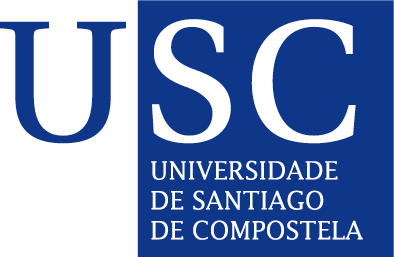 USC
UNIVERSIDADE
DE SANTIAGO
DE COMPOSTELA